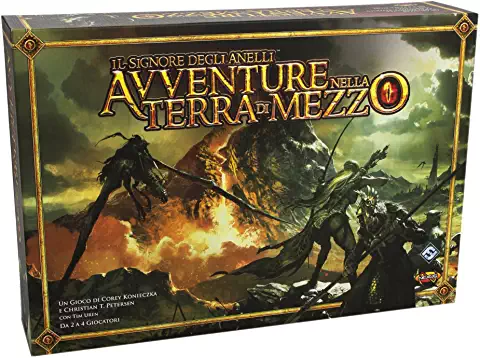 IL SIGNORE DEGLI ANELLI™
AVVENTURE NELLA
TERRA DI MEZZO
UN GIOCO DI COREY KONIECZKA
E CHRISTIAN T. PETERSEN
CON TIM UREN
DA 2 A 4 GIOCATORI